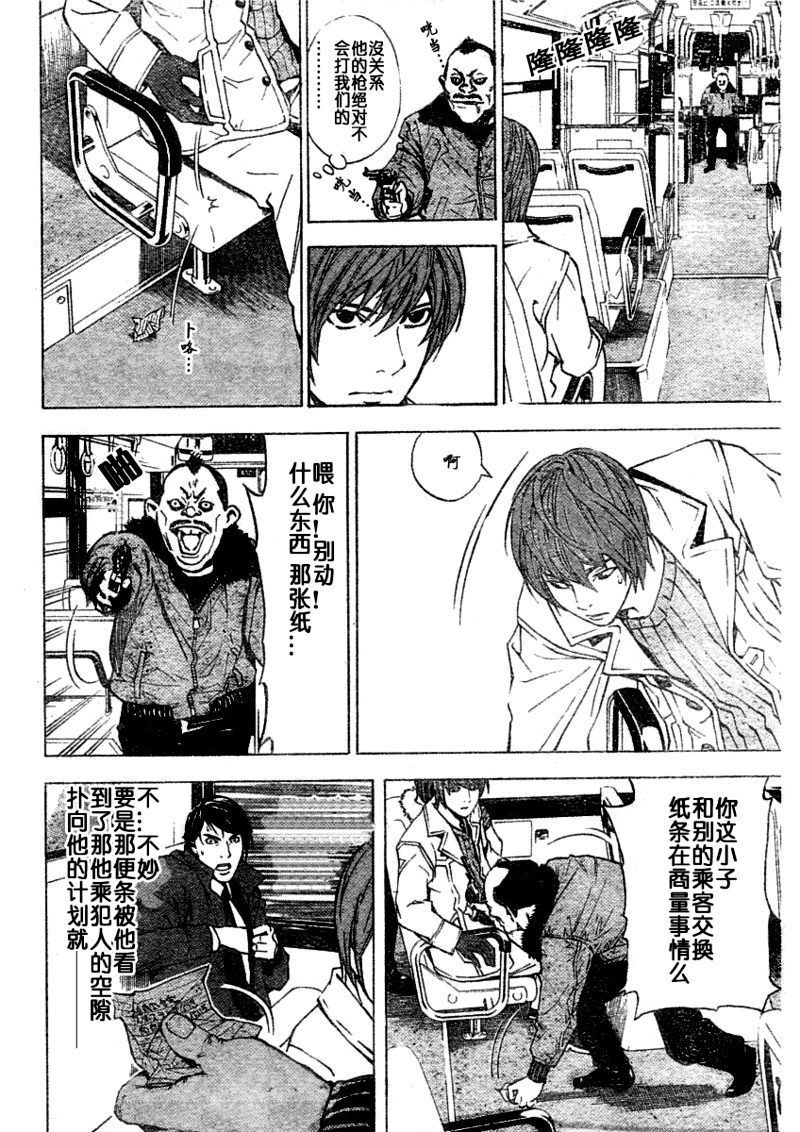 隆隆隆隆
咣当…
没关系
他的枪绝对不
会打我们的
………
咣当…
卜咯…
啊
喂你！别动！
什么东西 那张纸
…
啪
你这小子
和别的乘客交换
纸条在商量事情么
不…不妙
要是那便条被他看
到了那他乘犯人的空隙
扑向他的计划就——